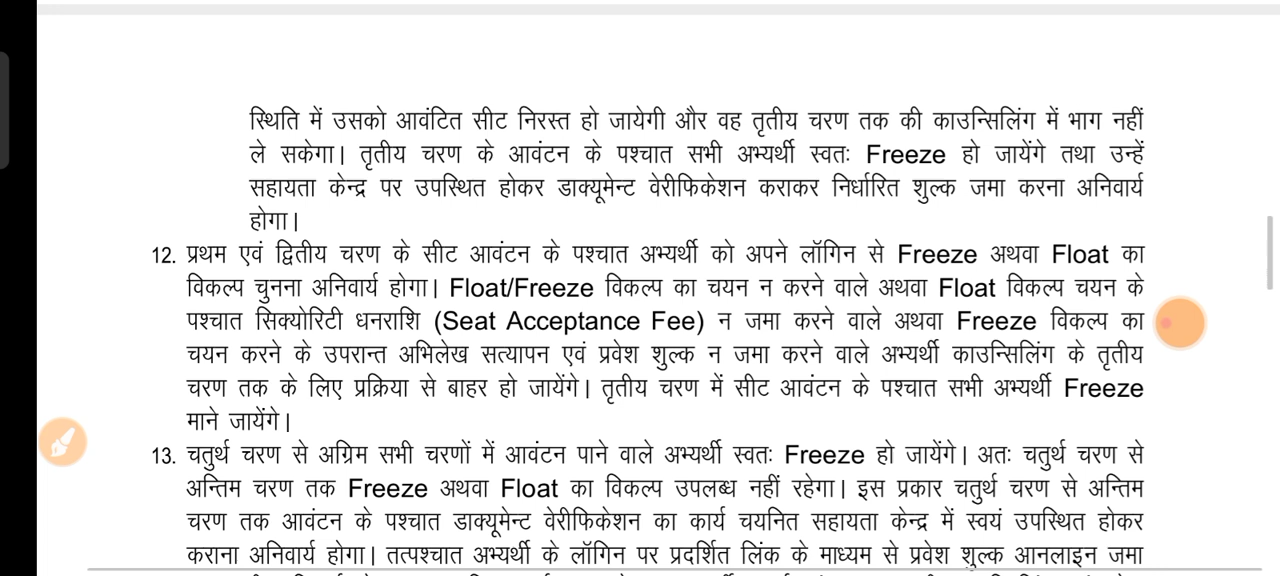 स्थिति में उसको आवंटित सीट निरस्त हो जायेगी और वह तृतीय चरण तक की काउन्सिलिंग में भाग नहीं
ले सकेगा। तृतीय चरण के आवंटन के पश्चात सभी अभ्यर्थी स्वतः Freeze हो जायेंगे तथा उन्हें
सहायता केन्द्र पर उपस्थित होकर डाक्यूमेन्ट वेरीफिकेशन कराकर निर्धारित शुल्क जमा करना अनिवार्य
होगा।
12. प्रथम एवं द्वितीय चरण के सीट आवंटन के पश्चात अभ्यर्थी को अपने लॉगिन से Freeze अथवा Float का
विकल्प चुनना अनिवार्य होगा। Float/Freeze विकल्प का चयन न करने वाले अथवा Float विकल्प चयन के
पश्चात सिक्योरिटी धनराशि (Seat Acceptance Fee) न जमा करने वाले अथवा Freeze विकल्प का
चयन करने के उपरान्त अभिलेख सत्यापन एवं प्रवेश शुल्क न जमा करने वाले अभ्यर्थी काउन्सिलिंग के तृतीय
चरण तक के लिए प्रक्रिया से बाहर हो जायेंगे। तृतीय चरण में सीट आवंटन के पश्चात सभी अभ्यर्थी Freeze
माने जायेंगे।
13. चतुर्थ चरण से अग्रिम सभी चरणों में आवंटन पाने वाले अभ्यर्थी स्वतः Freeze हो जायेंगे। अतः चतुर्थ चरण से
अन्तिम चरण तक Freeze अथवा Float का विकल्प उपलब्ध नहीं रहेगा। इस प्रकार चतुर्थ चरण से अन्तिम
चरण तक आवंटन के पश्चात डाक्यूमेन्ट वेरीफिकेशन का कार्य चयनित सहायता केन्द्र में स्वयं उपस्थित होकर
कराना अनिवार्य होगा। तत्पश्चात अभ्यर्थी के लॉगिन पर प्रदर्शित लिंक के माध्यम से प्रवेश शुल्क आनलाइन जमा